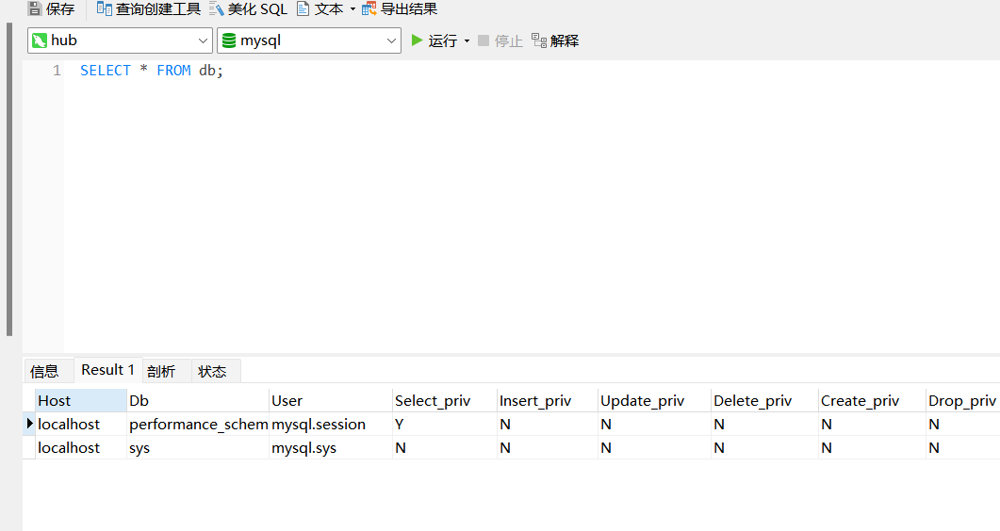 保存 查询创建工具 美化 SQL 文本 导出结果
hub mysql 运行 停止 解释
1 SELECT * FROM db;
信息 Result 1 剖析 状态
Host Db User Select_priv Insert_priv Update_priv Delete_priv Create_priv Drop_priv
localhost performance_schem mysql.session Y N N N N N
localhost sys mysql.sys N N N N N N